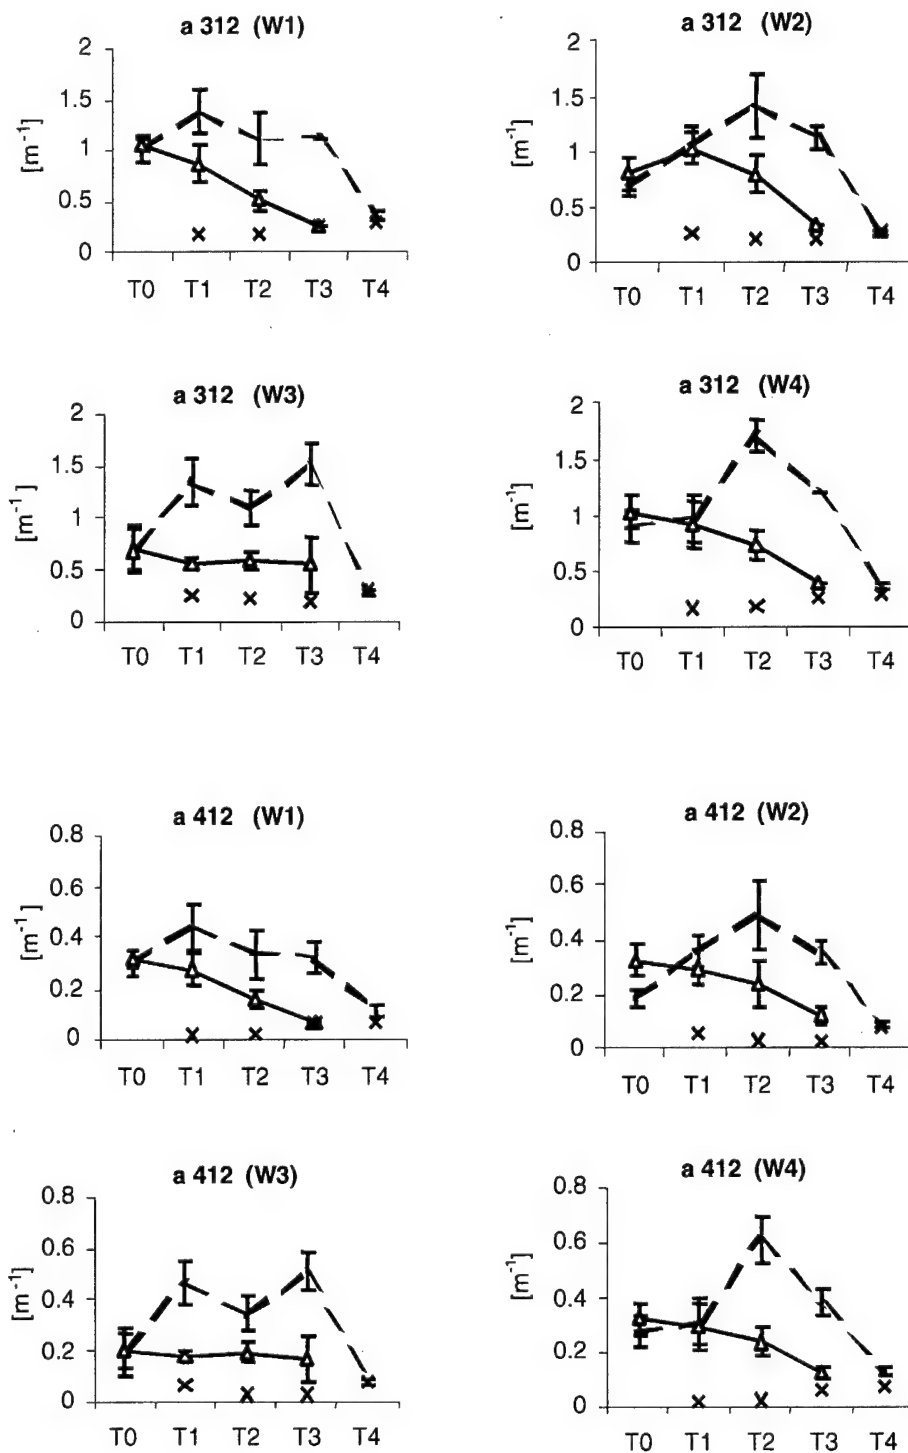 a 312 (W1)
2
1.5
1
0.5
0
[m⁻¹]
T0 T1 T2 T3 T4
a 312 (W2)
2
1.5
1
0.5
0
[m⁻¹]
T0 T1 T2 T3 T4
a 312 (W3)
2
1.5
1
0.5
0
[m⁻¹]
T0 T1 T2 T3 T4
a 312 (W4)
2
1.5
1
0.5
0
[m⁻¹]
T0 T1 T2 T3 T4
a 412 (W1)
0.8
0.6
0.4
0.2
0
[m⁻¹]
T0 T1 T2 T3 T4
a 412 (W2)
0.8
0.6
0.4
0.2
0
[m⁻¹]
T0 T1 T2 T3 T4
a 412 (W3)
0.8
0.6
0.4
0.2
0
[m⁻¹]
T0 T1 T2 T3 T4
a 412 (W4)
0.8
0.6
0.4
0.2
0
[m⁻¹]
T0 T1 T2 T3 T4